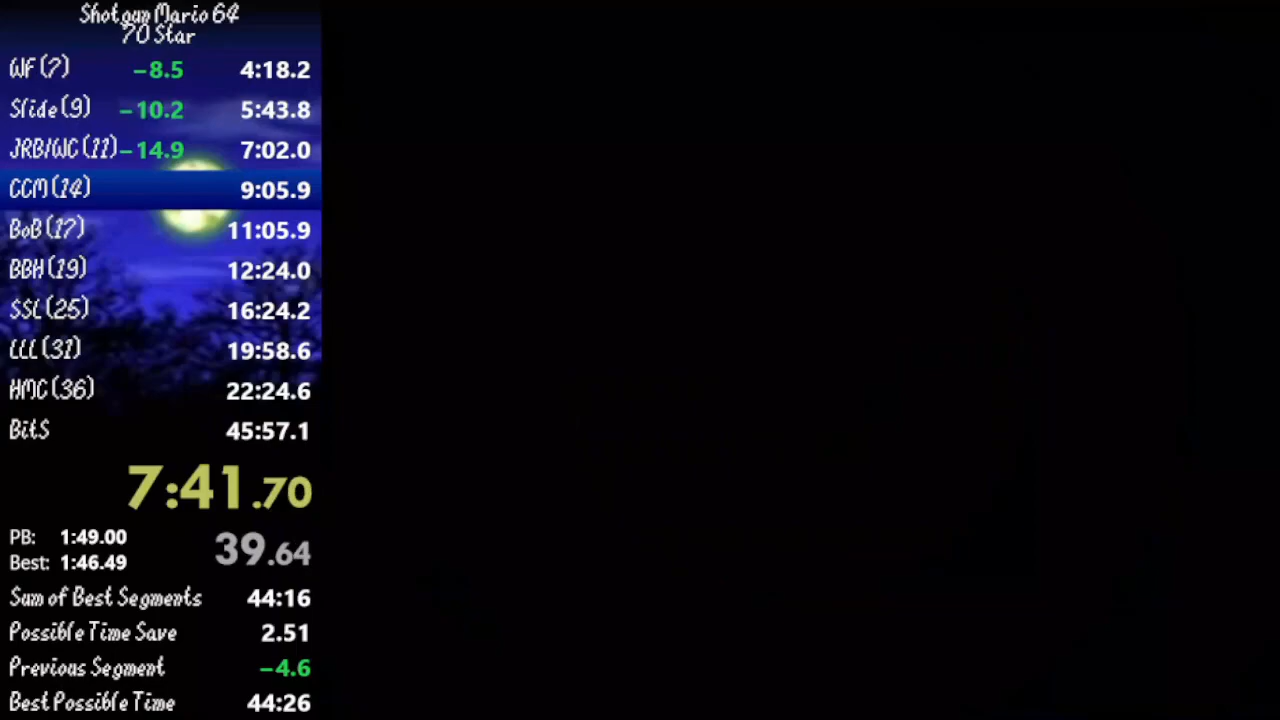 Shotgun Mario 64
70 Star
WF (7) -8.5 4:18.2
Slide (9) -10.2 5:43.8
JRB/WC (11) -14.9 7:02.0
CCM (14) 9:05.9
BoB (17) 11:05.9
BBH (19) 12:24.0
SSL (25) 16:24.2
LLL (31) 19:58.6
HMC (36) 22:24.6
BitS 45:57.1
7:41.70
PB: 1:49.00
39.64
Best: 1:46.49
Sum of Best Segments 44:16
Possible Time Save 2.51
Previous Segment -4.6
Best Possible Time 44:26